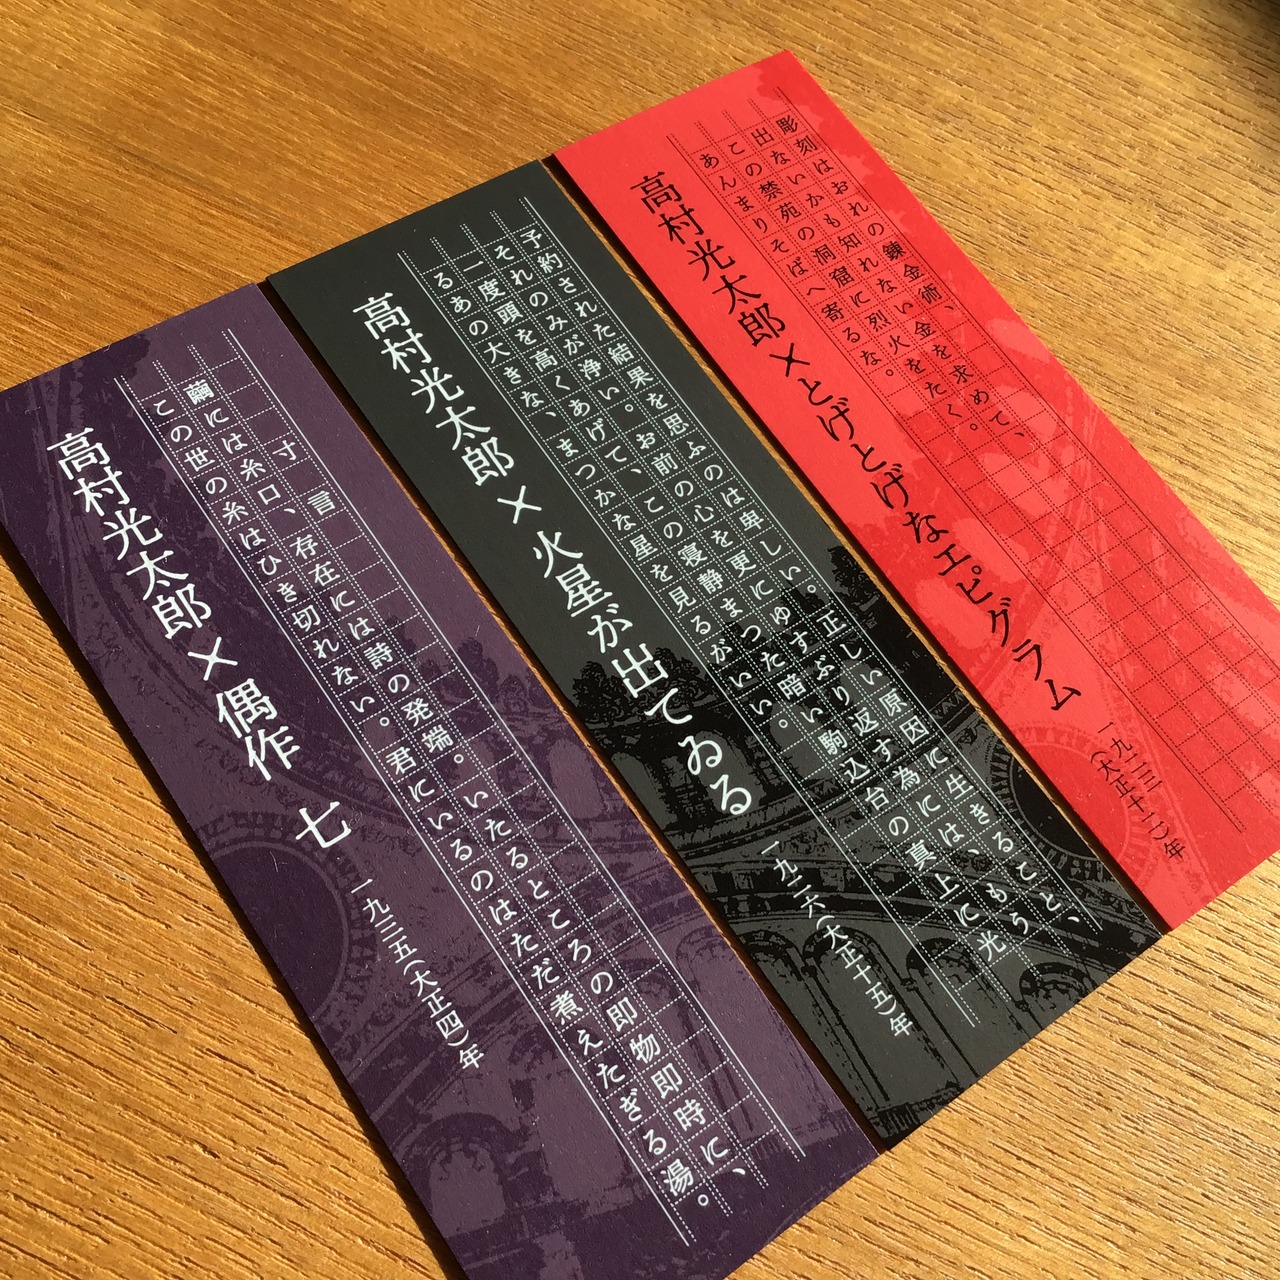 彫刻はおれの錬金術、
出ないかも知れない金を求めて、
この禁苑の洞窟に烈火をたく。
あんまりそばへ寄るな。
高村光太郎×とげとげなエピグラム 一九二三(大正十二)年
予約された結果を思ふのは卑しい。正しい原因に生きること、
それのみが浄い。お前の心を更にゆすぶり返す為には、もう
一度頭を高くあげて、この寝静まつた暗い駒込台の真上に光
るあの大きな、まつかな星を見るがいい。
高村光太郎×火星が出てゐる 一九二六(大正十五)年
寸言
繭には糸口、存在には詩の発端。いたるところの即物即時に、
この世の糸はひき切れない。君にいるのはただ煮えたぎる湯。
高村光太郎×偶作 七 一九二五(大正四)年